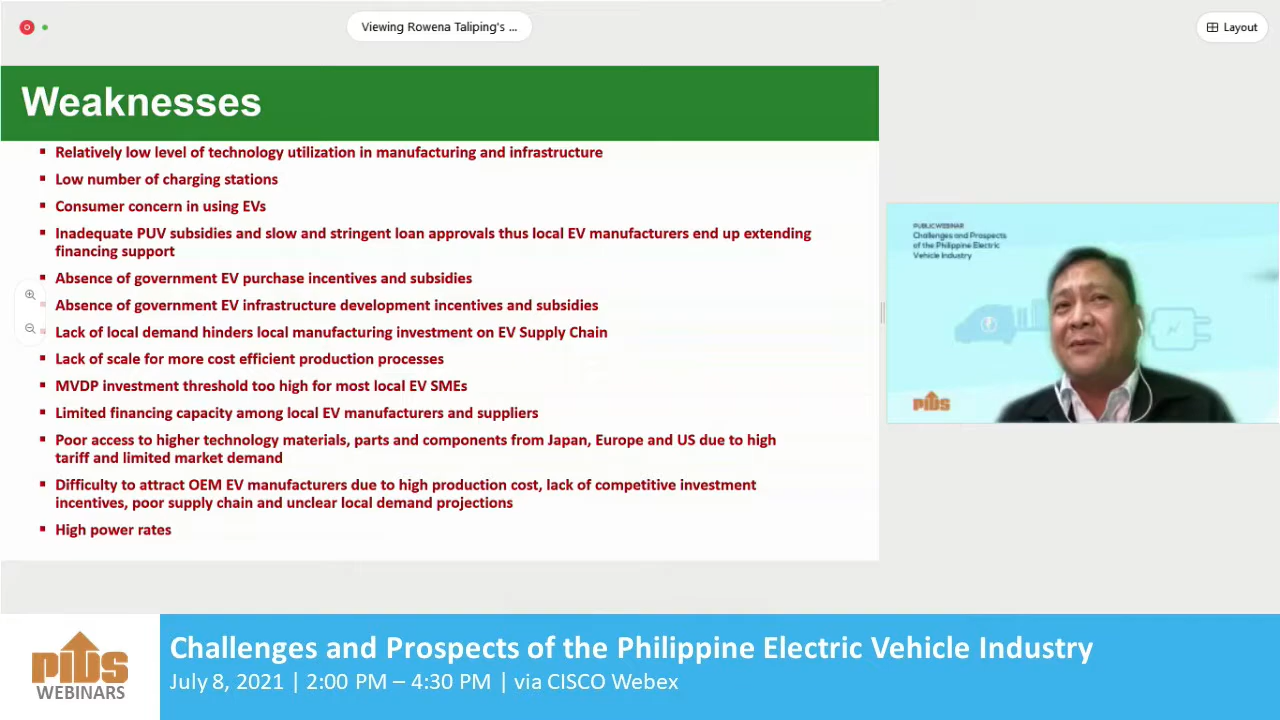 Viewing Rowena Taliping's ...
Layout
Weaknesses
Relatively low level of technology utilization in manufacturing and infrastructure
Low number of charging stations
Consumer concern in using EVs
Inadequate PUV subsidies and slow and stringent loan approvals thus local EV manufacturers end up extending
financing support
Absence of government EV purchase incentives and subsidies
Absence of government EV infrastructure development incentives and subsidies
Lack of local demand hinders local manufacturing investment on EV Supply Chain
Lack of scale for more cost efficient production processes
MVDP investment threshold too high for most local EV SMEs
Limited financing capacity among local EV manufacturers and suppliers
Poor access to higher technology materials, parts and components from Japan, Europe and US due to high
tariff and limited market demand
Difficulty to attract OEM EV manufacturers due to high production cost, lack of competitive investment
incentives, poor supply chain and unclear local demand projections
High power rates
PUBLIC WEBINAR
Challenges and Prospects
of the Philippine Electric
Vehicle Industry
PIDS
PIDS
WEBINARS
Challenges and Prospects of the Philippine Electric Vehicle Industry
July 8, 2021 | 2:00 PM – 4:30 PM | via CISCO Webex